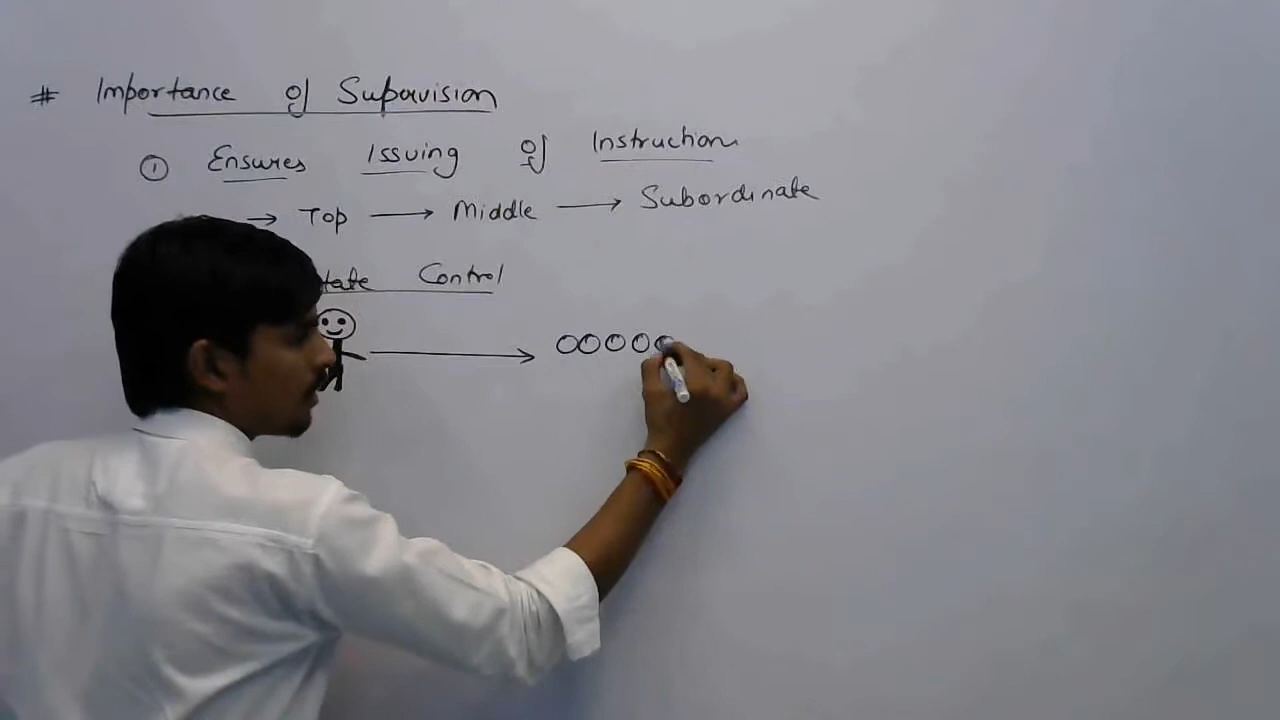 # Importance of Supervision
① Ensures Issuing of Instruction
→ Top → Middle → Subordinate
Control